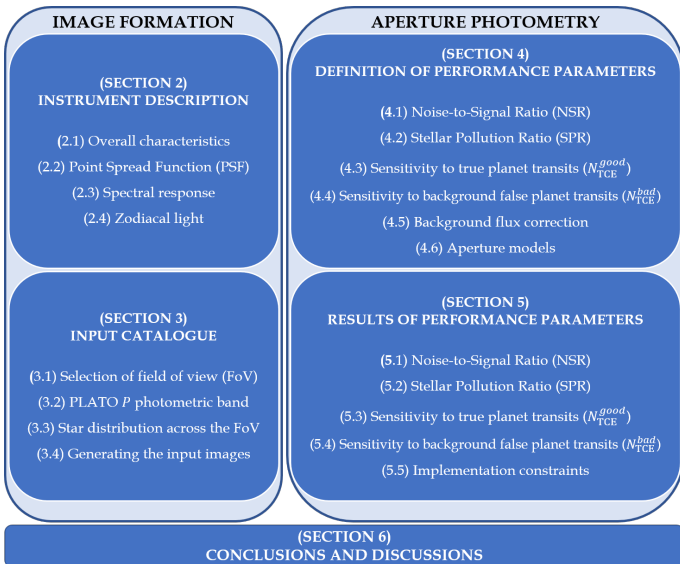 IMAGE FORMATION
(SECTION 2)
INSTRUMENT DESCRIPTION
(2.1) Overall characteristics
(2.2) Point Spread Function (PSF)
(2.3) Spectral response
(2.4) Zodiacal light
(SECTION 3)
INPUT CATALOGUE
(3.1) Selection of field of view (FoV)
(3.2) PLATO P photometric band
(3.3) Star distribution across the FoV
(3.4) Generating the input images
APERTURE PHOTOMETRY
(SECTION 4)
DEFINITION OF PERFORMANCE PARAMETERS
(4.1) Noise-to-Signal Ratio (NSR)
(4.2) Stellar Pollution Ratio (SPR)
(4.3) Sensitivity to true planet transits (N_TCE^good)
(4.4) Sensitivity to background false planet transits (N_TCE^bad)
(4.5) Background flux correction
(4.6) Aperture models
(SECTION 5)
RESULTS OF PERFORMANCE PARAMETERS
(5.1) Noise-to-Signal Ratio (NSR)
(5.2) Stellar Pollution Ratio (SPR)
(5.3) Sensitivity to true planet transits (N_TCE^good)
(5.4) Sensitivity to background false planet transits (N_TCE^bad)
(5.5) Implementation constraints
(SECTION 6)
CONCLUSIONS AND DISCUSSIONS